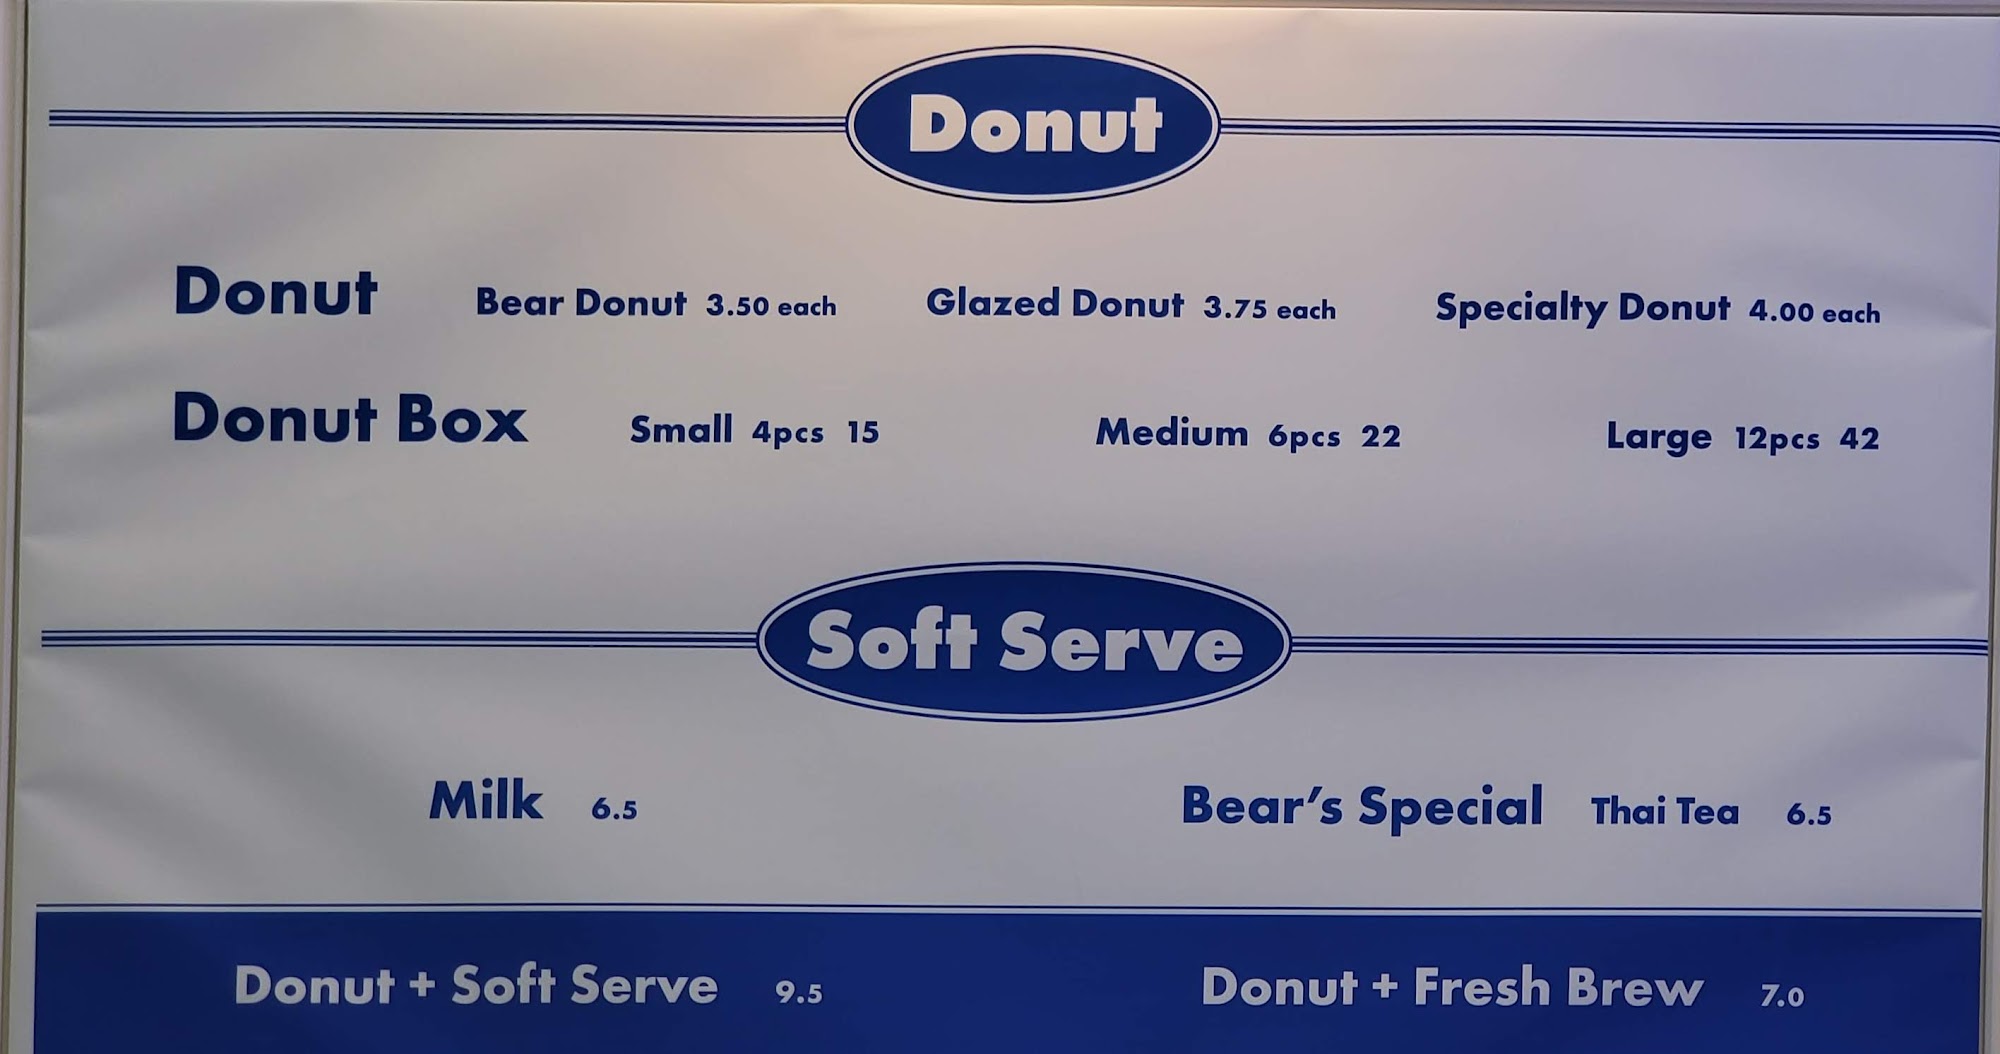 Donut
Donut Bear Donut 3.50 each Glazed Donut 3.75 each Specialty Donut 4.00 each
Donut Box Small 4pcs 15 Medium 6pcs 22 Large 12pcs 42
Soft Serve
Milk 6.5 Bear's Special Thai Tea 6.5
Donut + Soft Serve 9.5 Donut + Fresh Brew 7.0